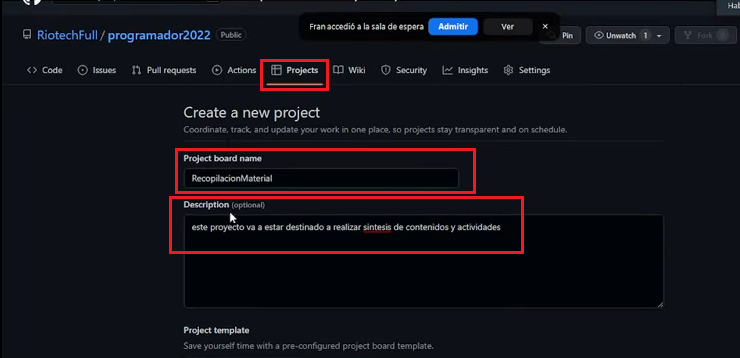 Hab
Fran accedió a la sala de espera Admitir Ver ×
RiotechFull / programador2022 Public
Pin Unwatch 1 Fork
Code Issues Pull requests Actions Projects Wiki Security Insights Settings
Create a new project
Coordinate, track, and update your work in one place, so projects stay transparent and on schedule.
Project board name
RecopilacionMaterial
Description (optional)
este proyecto va a estar destinado a realizar sintesis de contenidos y actividades
Project template
Save yourself time with a pre-configured project board template.